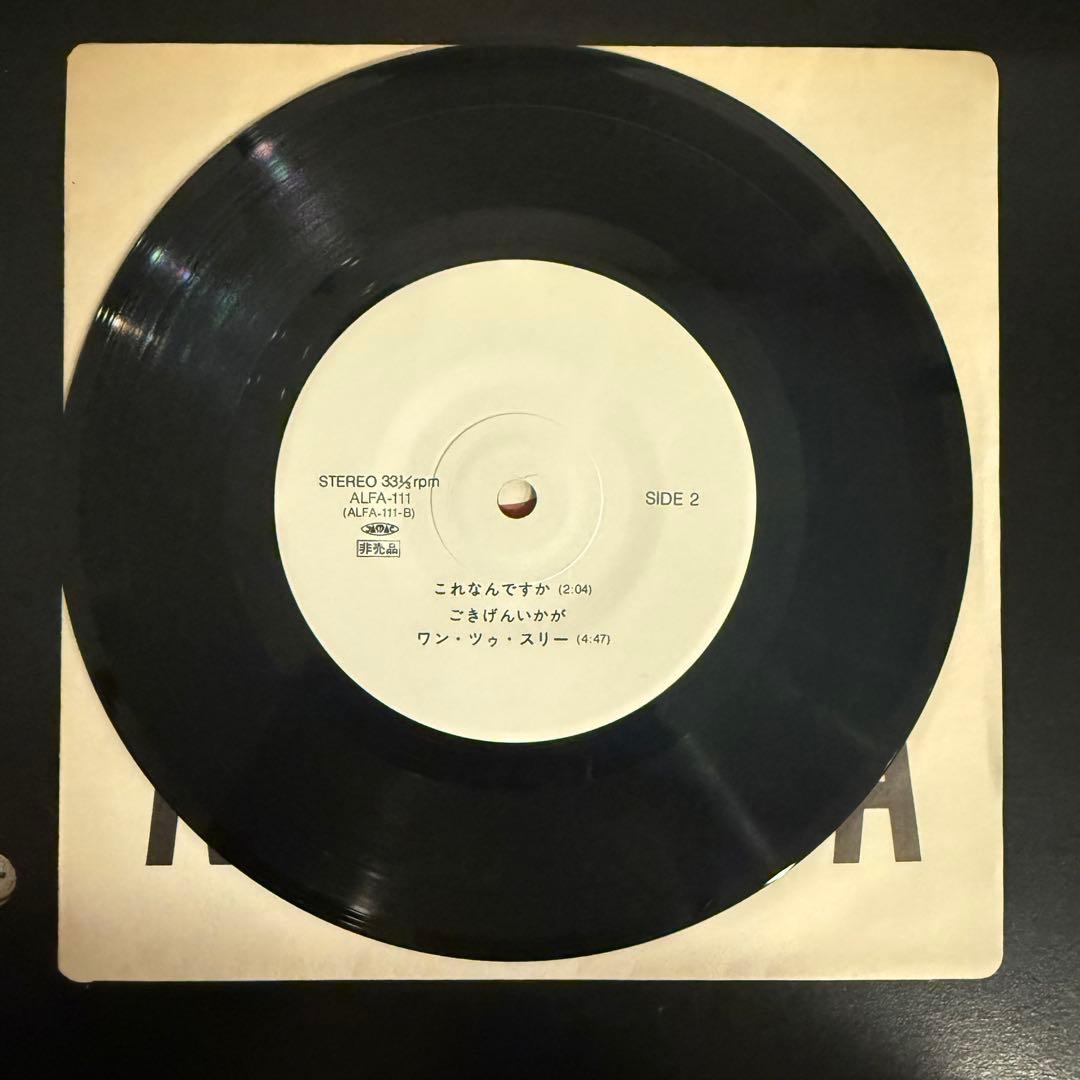 STEREO 33⅓rpm
ALFA-111
(ALFA-111-B)
JASRAC
非売品
SIDE 2
これなんですか (2:04)
ごきげんいかが
ワン・ツゥ・スリー (4:47)
A